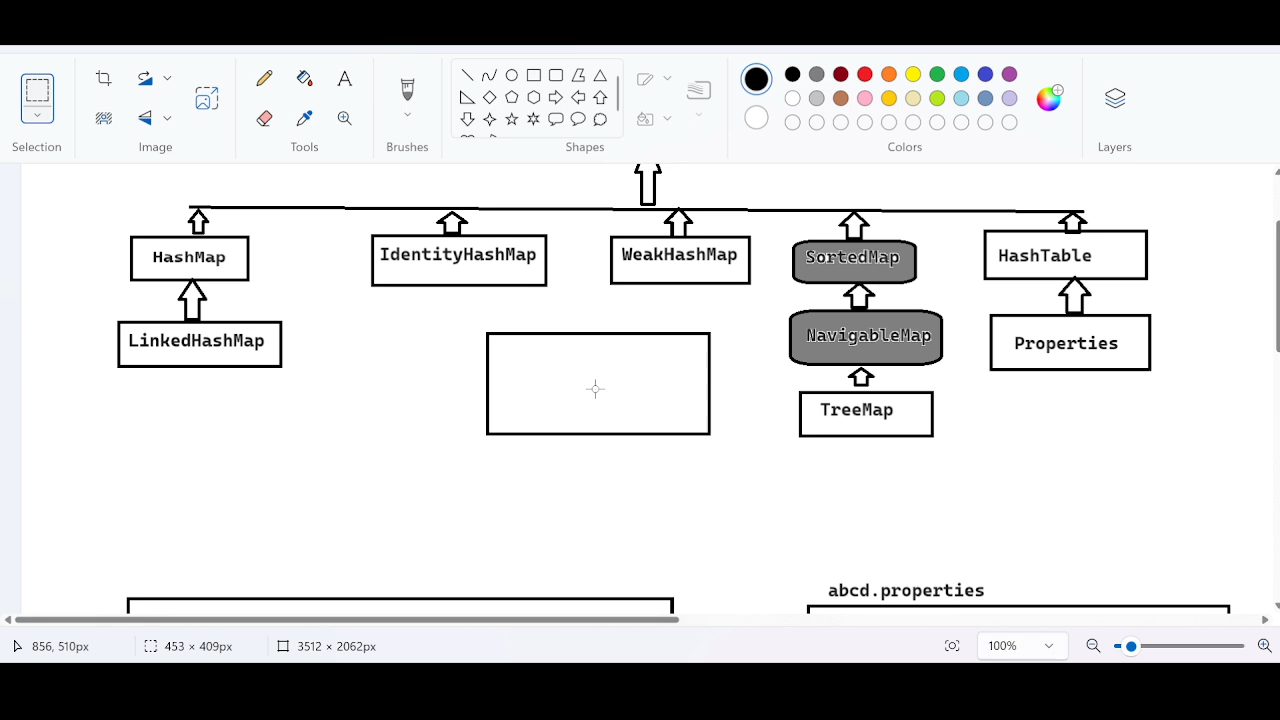 Selection
Image
Tools
Brushes
Shapes
Colors
Layers
A
HashMap
IdentityHashMap
WeakHashMap
SortedMap
HashTable
LinkedHashMap
NavigableMap
Properties
TreeMap
abcd.properties
856, 510px
453 × 409px
3512 × 2062px
100%